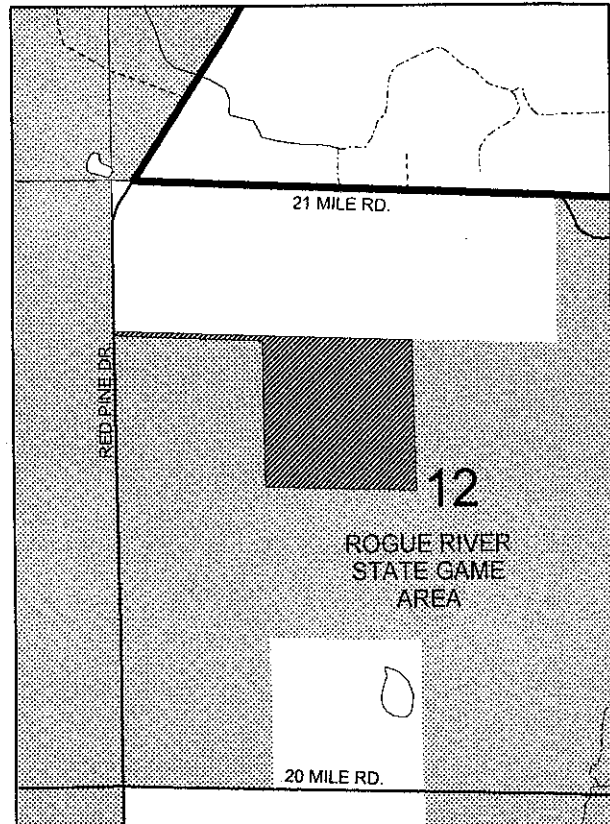 21 MILE RD.
RED PINE DR.
12
ROGUE RIVER
STATE GAME
AREA
20 MILE RD.